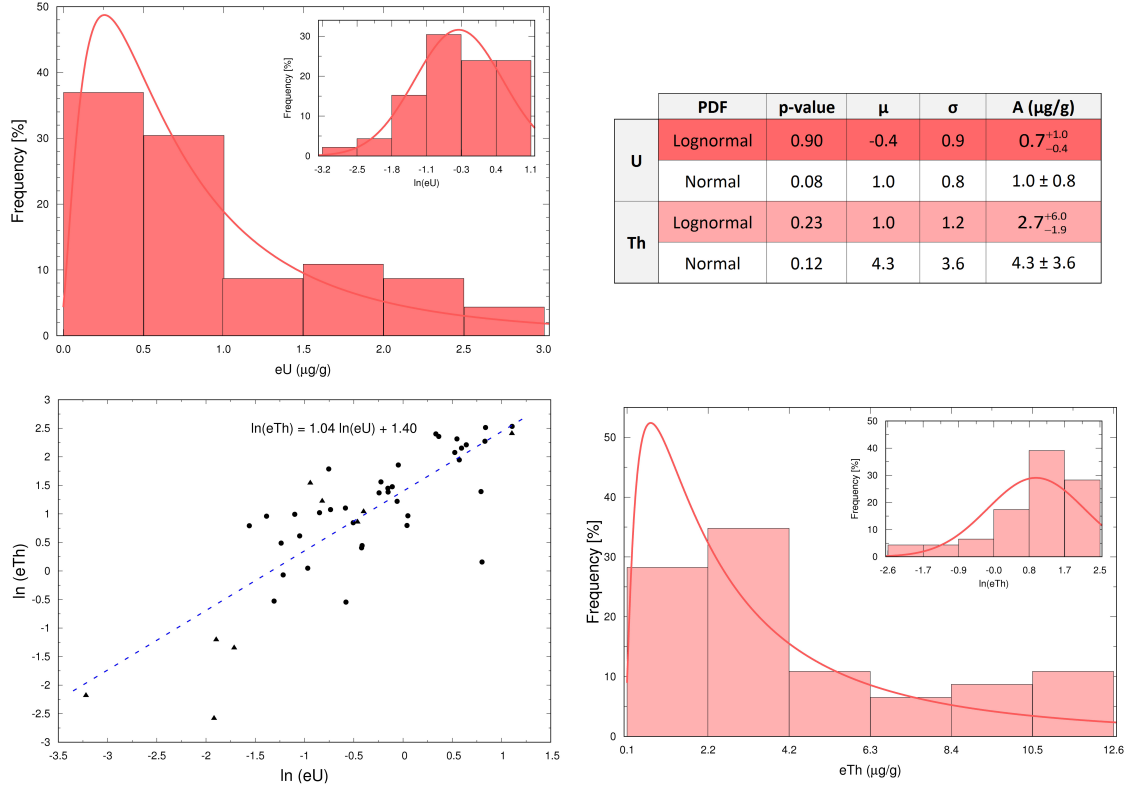 50
40
30
20
10
0
Frequency [%]
0.0 0.5 1.0 1.5 2.0 2.5 3.0
eU (µg/g)
30
20
10
0
Frequency [%]
-3.2 -2.5 -1.8 -1.1 -0.3 0.4 1.1
ln(eU)
PDF p-value µ σ A (µg/g)
U
Lognormal 0.90 -0.4 0.9 0.7 +1.0 −0.4
Normal 0.08 1.0 0.8 1.0 ± 0.8
Th
Lognormal 0.23 1.0 1.2 2.7 +6.0 −1.9
Normal 0.12 4.3 3.6 4.3 ± 3.6
3
2.5
2
1.5
1
0.5
0
-0.5
-1
-1.5
-2
-2.5
-3
ln (eTh)
ln(eTh) = 1.04 ln(eU) + 1.40
-3.5 -3 -2.5 -2 -1.5 -1 -0.5 0 0.5 1 1.5
ln (eU)
50
40
30
20
10
0
Frequency [%]
0.1 2.2 4.2 6.3 8.4 10.5 12.6
eTh (µg/g)
50
40
30
20
10
0
Frequency [%]
-2.6 -1.7 -0.9 -0.0 0.8 1.7 2.5
ln(eTh)